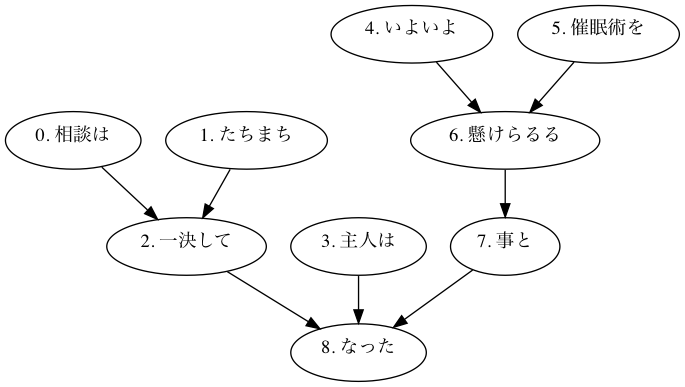 4. いよいよ
5. 催眠術を
0. 相談は
1. たちまち
6. 懸けらるる
2. 一決して
3. 主人は
7. 事と
8. なった